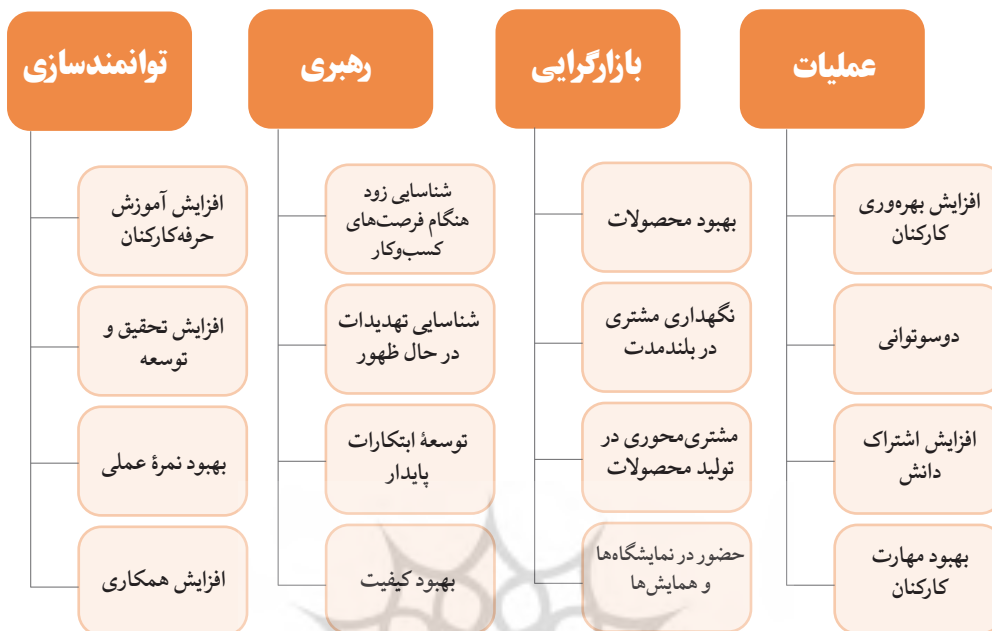 عملیات
افزایش بهره‌وری
کارکنان
دوسوتوانی
افزایش اشتراک
دانش
بهبود مهارت
کارکنان
بازارگرایی
بهبود محصولات
نگهداری مشتری
در بلندمدت
مشتری‌محوری در
تولید محصولات
حضور در نمایشگاه‌ها
و همایش‌ها
رهبری
شناسایی زود
هنگام فرصت‌های
کسب‌وکار
شناسایی تهدیدات
در حال ظهور
توسعۀ ابتکارات
پایدار
بهبود کیفیت
توانمندسازی
افزایش آموزش
حرفه‌کارکنان
افزایش تحقیق و
توسعه
بهبود نمرۀ عملی
افزایش همکاری